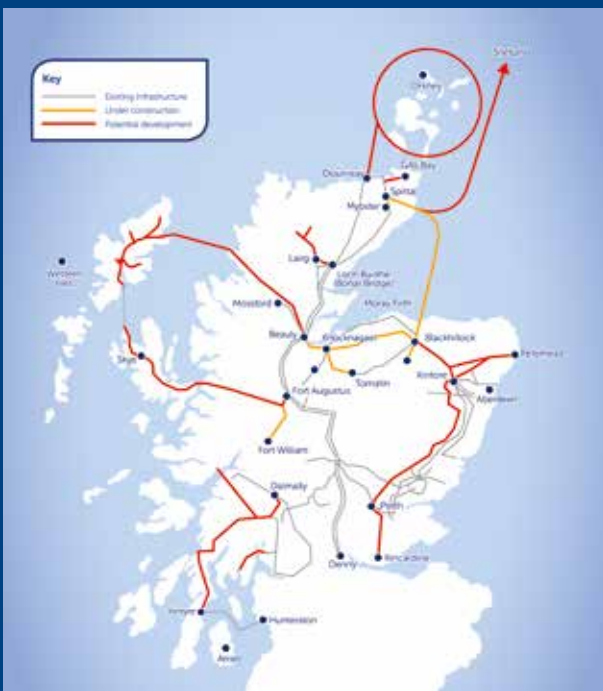 Shetland
Orkney
Key
Existing infrastructure
Under construction
Potential development
Dounreay
Gills Bay
Spittal
Mybster
Western Isles
Lairg
Loch Buidhe
(Bonar Bridge)
Mossford
Moray Firth
Beauly
Knocknagael
Blackhillock
Peterhead
Skye
Tomatin
Kintore
Aberdeen
Fort Augustus
Fort William
Dalmally
Perth
Denny
Kincardine
Kintyre
Hunterston
Arran